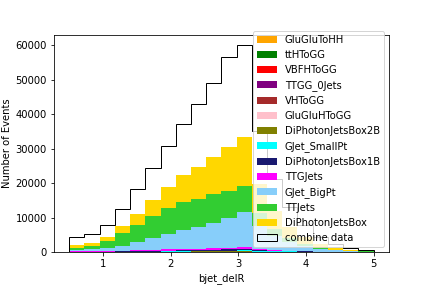 60000
50000
40000
30000
20000
10000
0
Number of Events
1
2
3
4
5
bjet_delR
GluGluToHH
ttHToGG
VBFHToGG
TTGG_0Jets
VHToGG
GluGluHToGG
DiPhotonJetsBox2B
GJet_SmallPt
DiPhotonJetsBox1B
TTGJets
GJet_BigPt
TTJets
DiPhotonJetsBox
combine data